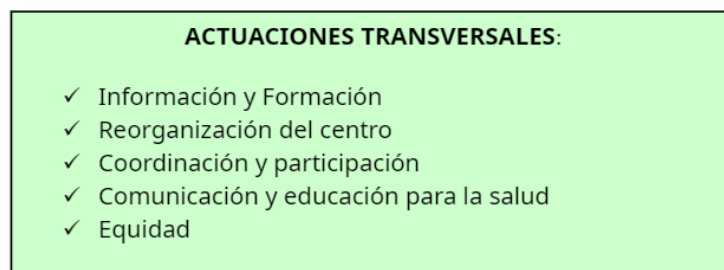 ACTUACIONES TRANSVERSALES:
✓ Información y Formación
✓ Reorganización del centro
✓ Coordinación y participación
✓ Comunicación y educación para la salud
✓ Equidad